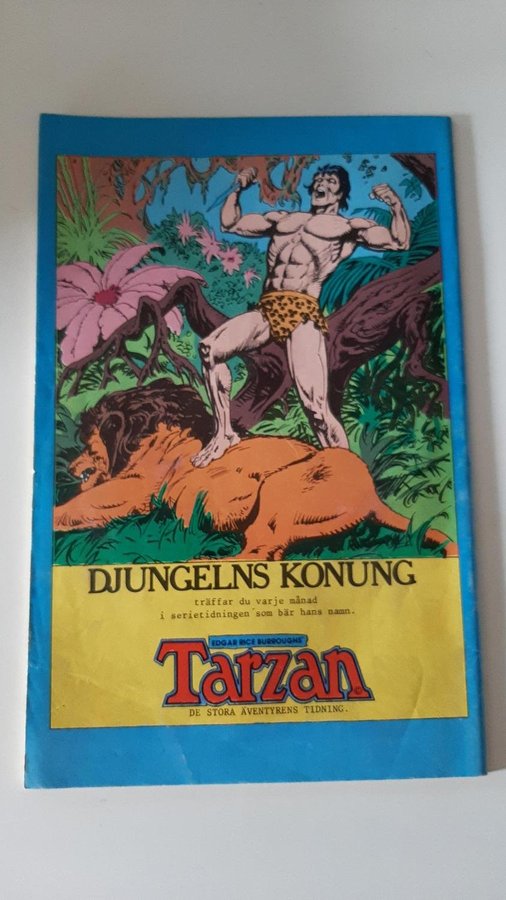 DJUNGELNS KONUNG
träffar du varje månad
i serietidningen som bär hans namn.
EDGAR RICE BURROUGHS'
Tarzan ©
DE STORA ÄVENTYRENS TIDNING.